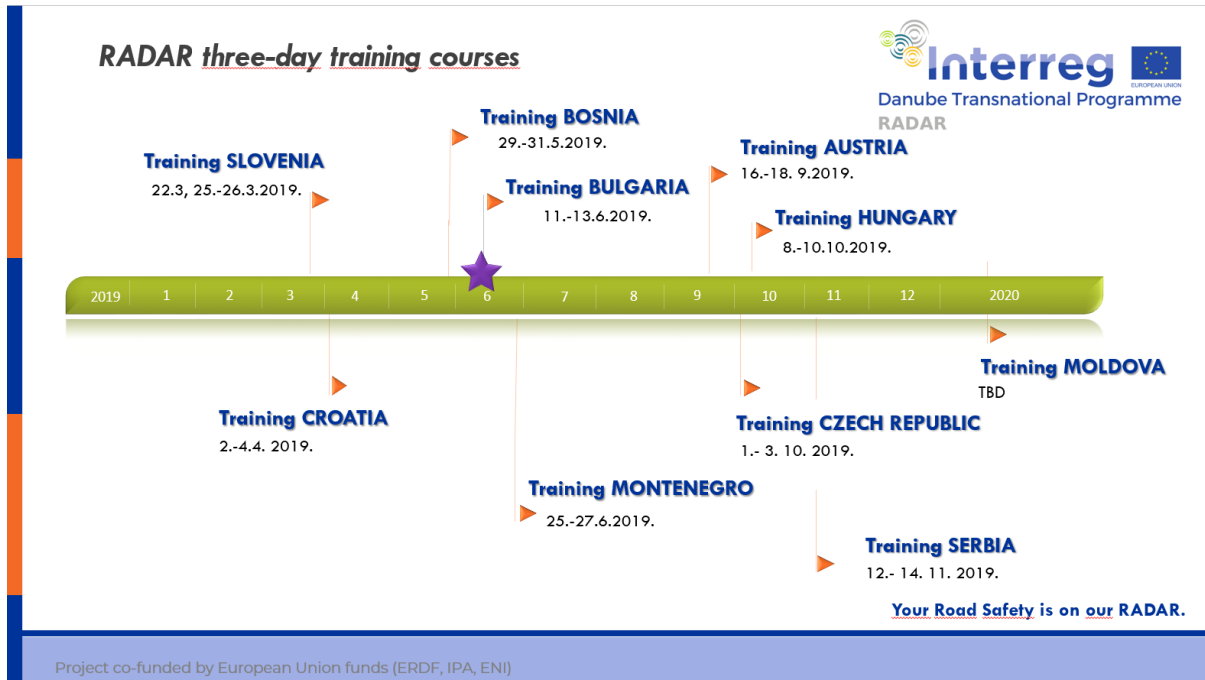 RADAR three-day training courses
Interreg
EUROPEAN UNION
Danube Transnational Programme
RADAR
Training BOSNIA
29.-31.5.2019.
Training SLOVENIA
22.3, 25.-26.3.2019.
Training BULGARIA
11.-13.6.2019.
Training AUSTRIA
16.-18. 9.2019.
Training HUNGARY
8.-10.10.2019.
2019 1 2 3 4 5 6 7 8 9 10 11 12 2020
Training MOLDOVA
TBD
Training CROATIA
2.-4.4. 2019.
Training CZECH REPUBLIC
1.- 3. 10. 2019.
Training MONTENEGRO
25.-27.6.2019.
Training SERBIA
12.- 14. 11. 2019.
Your Road Safety is on our RADAR.
Project co-funded by European Union funds (ERDF, IPA, ENI)